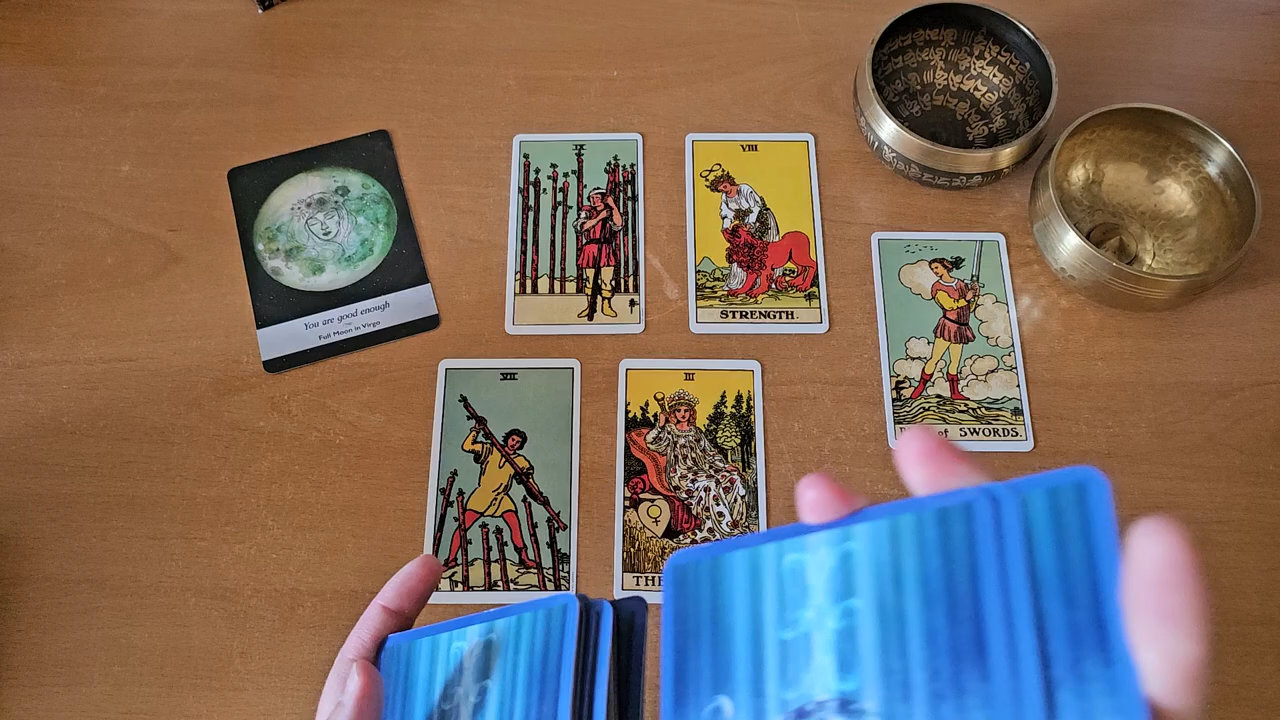 You are good enough
Full Moon in Virgo
IX
VIII
STRENGTH.
of SWORDS.
VII
III
THE